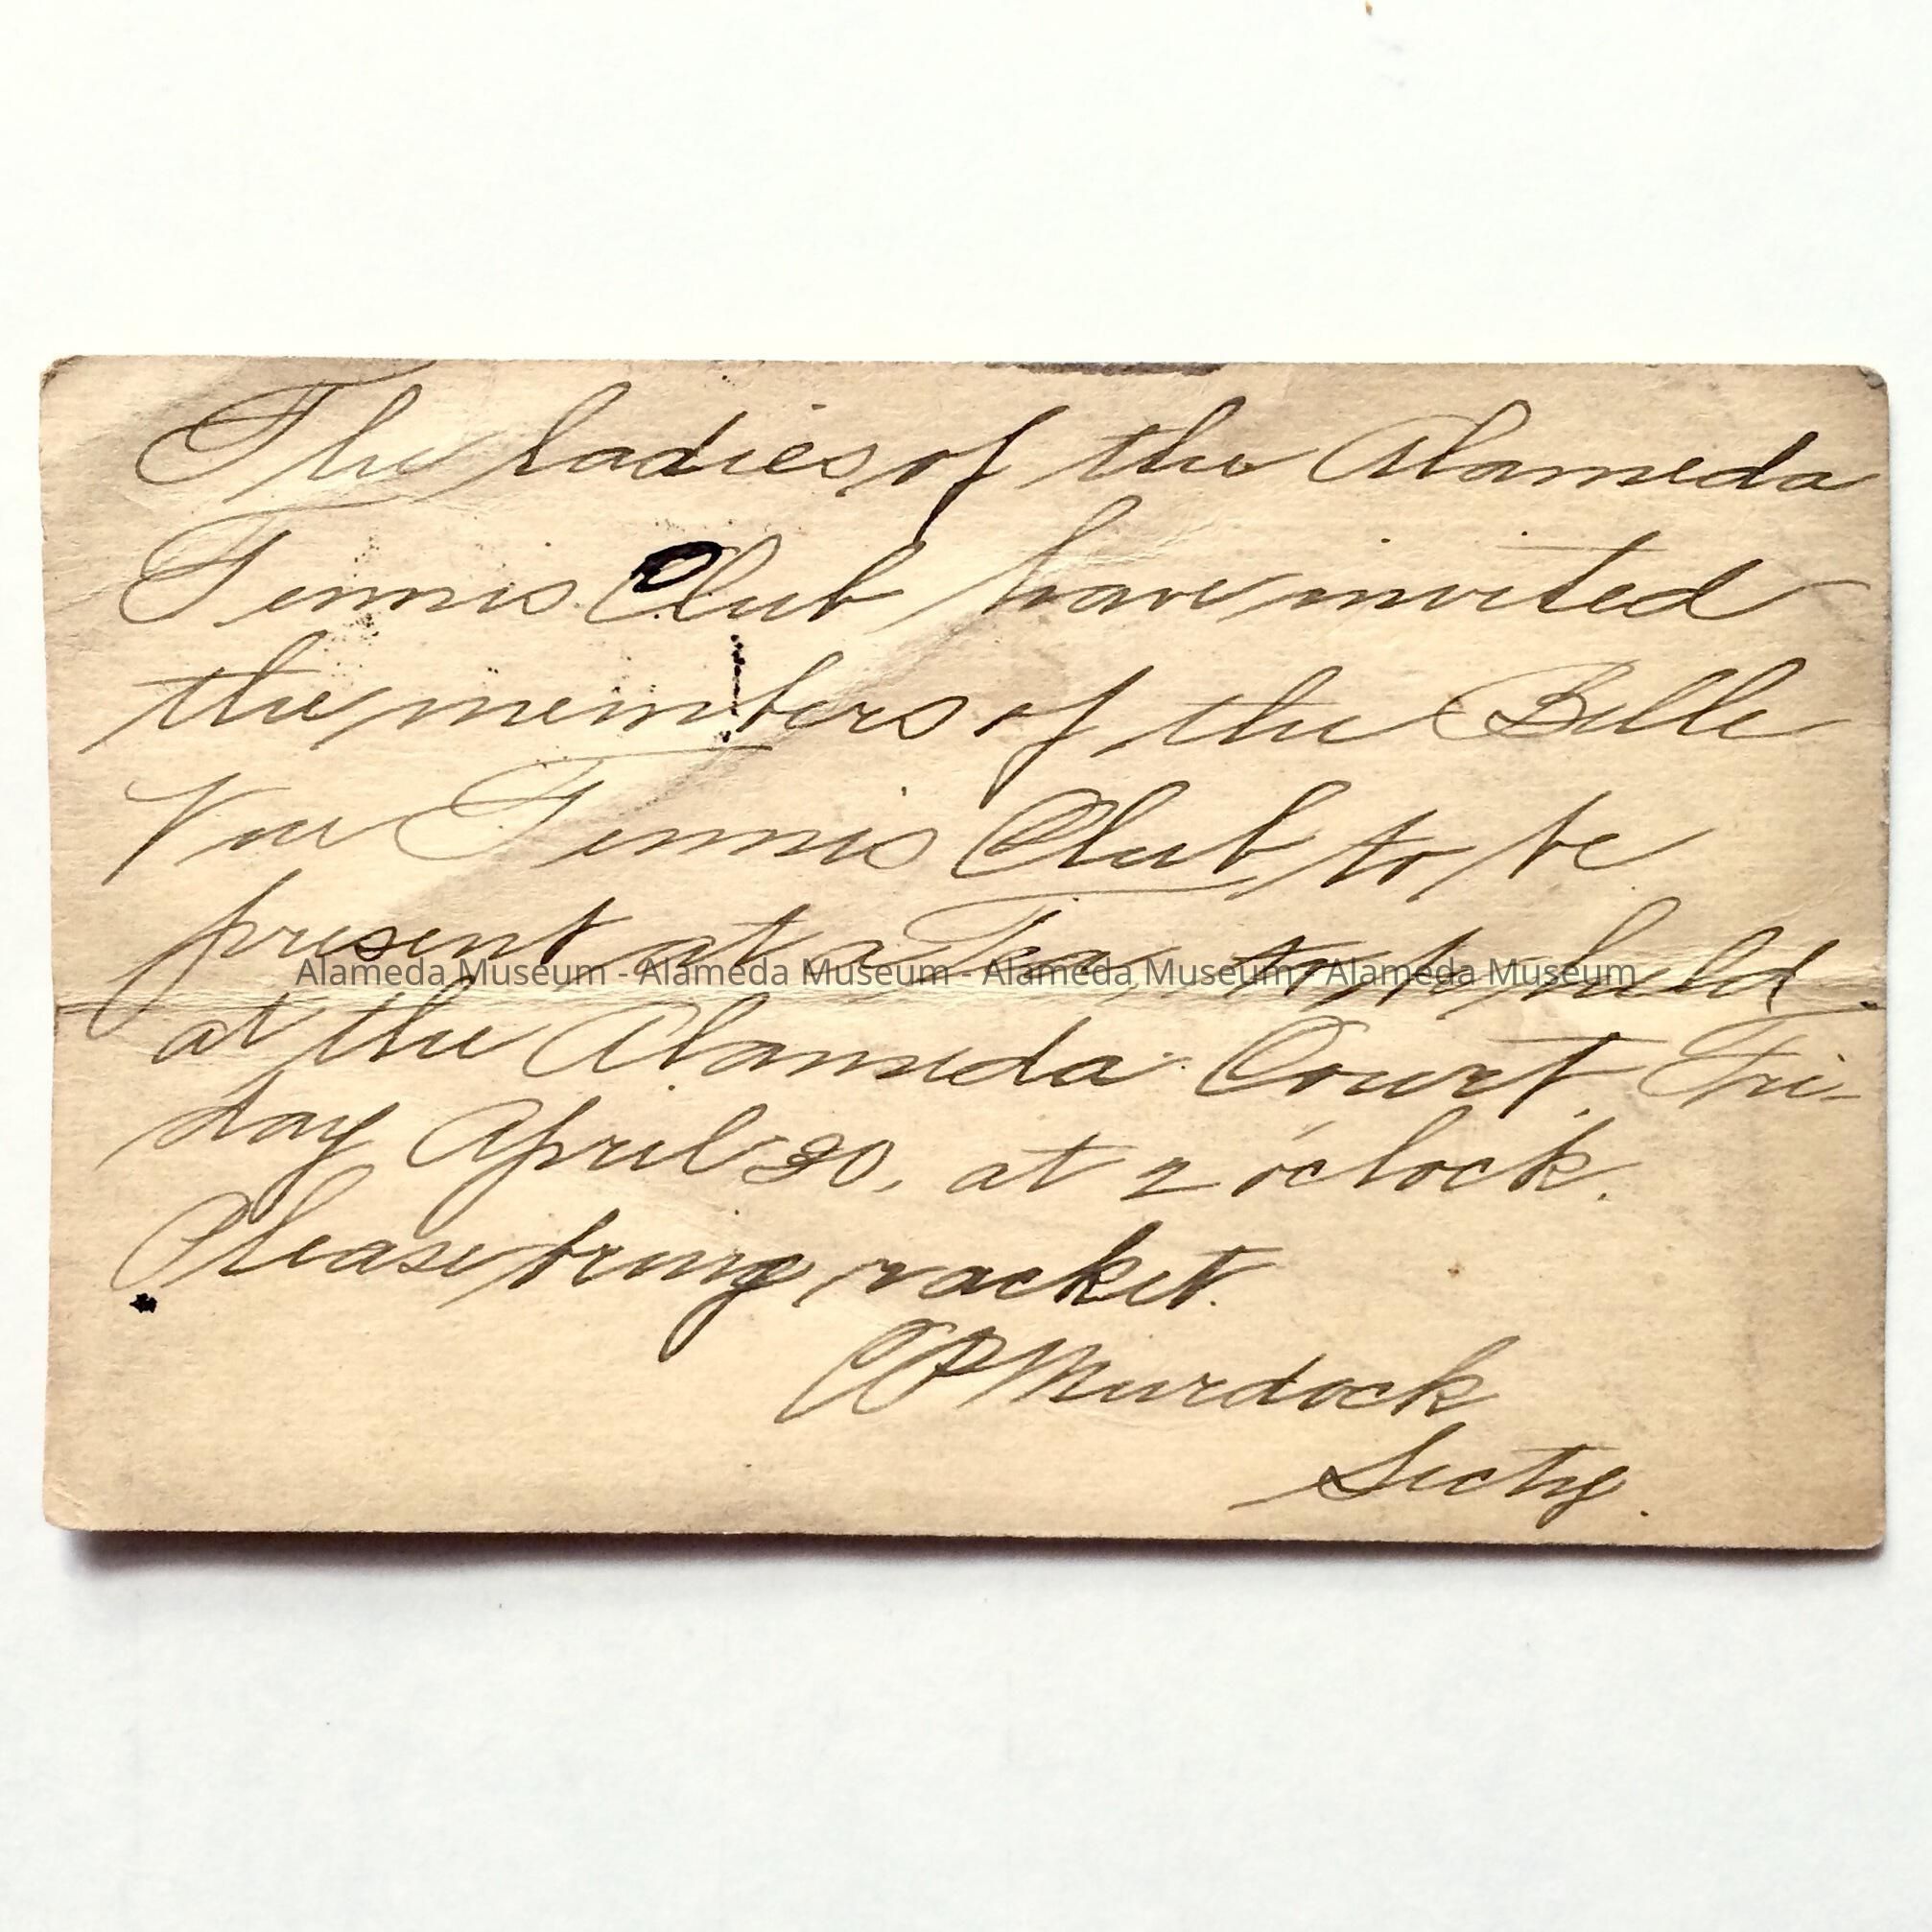 The ladies of the Alameda
Tennis Club have invited
the members of the Belle
Vue Tennis Club, to be
present at a Tea, to be held
Alameda Museum - Alameda Museum - Alameda Museum - Alameda Museum
at the Alameda Court, Fri-
day April 20, at 2 o'clock.
Please bring racket.
Murdock
Secty.